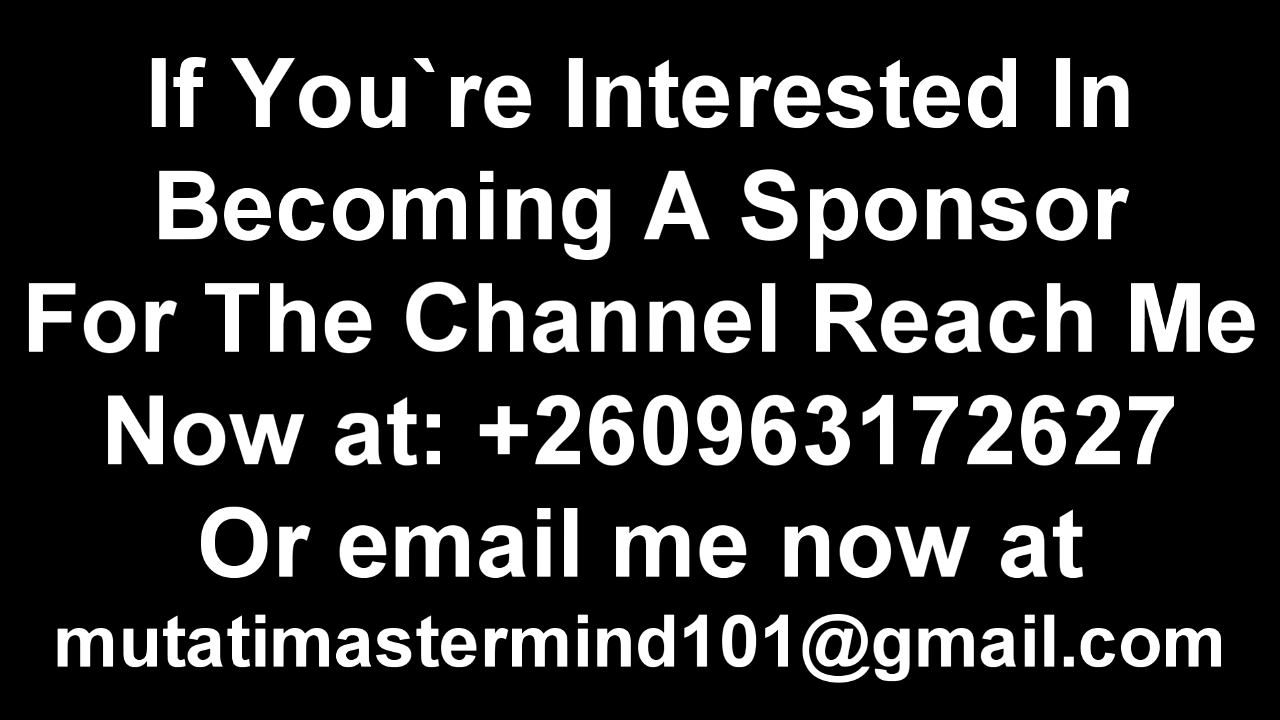 If You`re Interested In
Becoming A Sponsor
For The Channel Reach Me
Now at: +260963172627
Or email me now at
mutatimastermind101@gmail.com